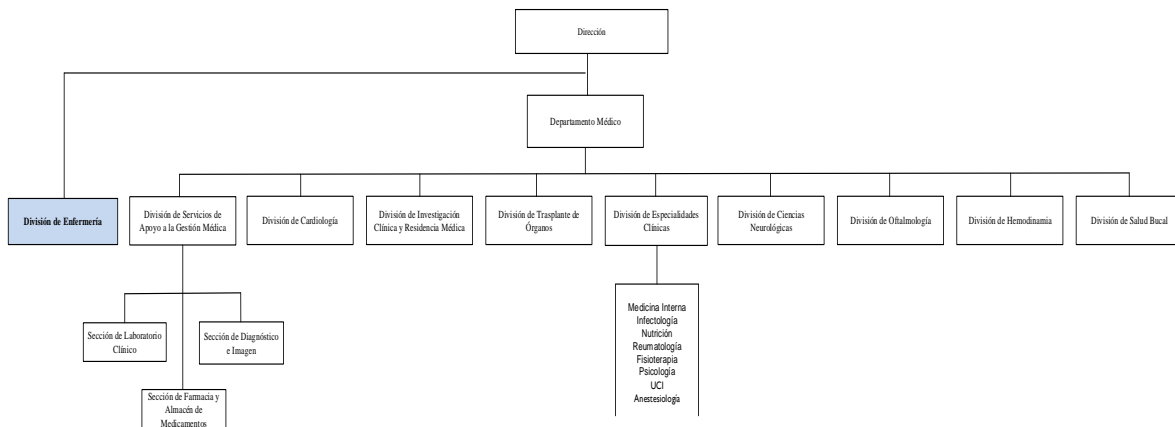 Dirección
Departamento Médico
División de Enfermería
División de Servicios de
Apoyo a la Gestión Médica
División de Cardiología
División de Investigación
Clínica y Residencia Médica
División de Trasplante de
Órganos
División de Especialidades
Clínicas
División de Ciencias
Neurológicas
División de Oftalmología
División de Hemodinamia
División de Salud Bucal
Sección de Laboratorio
Clínico
Sección de Diagnóstico
e Imagen
Sección de Farmacia y
Almacén de
Medicamentos
Medicina Interna
Infectología
Nutrición
Reumatología
Fisioterapia
Psicología
UCI
Anestesiología